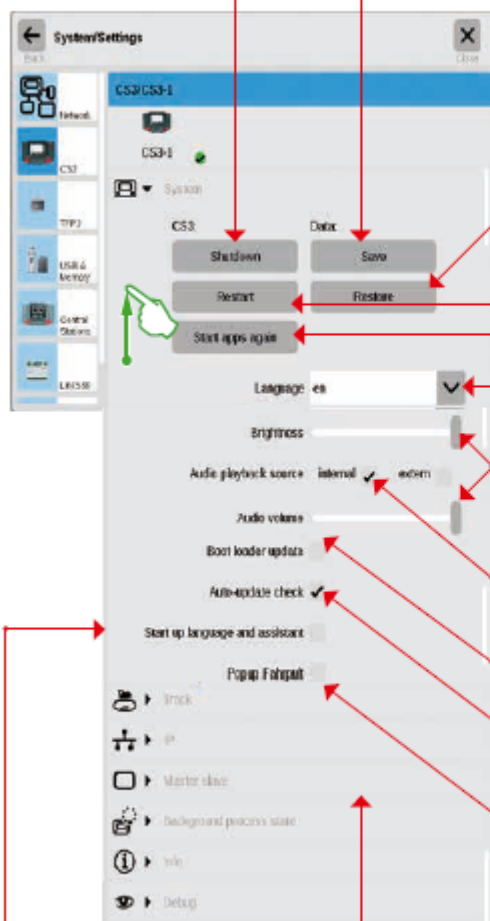 System/Settings
Back
Close
CS3/CS3-1
Network
CS3-1
CS3
System
CS3: Data:
TFP3
Shutdown Save
USB & Memory
Restart Restore
Central Stations
Start apps again
Language en
Brightness
Audio playback source internal extern
Audio volume
Boot loader update
Auto-update check
Start up language and assistant
Popup Fahrpult
Track
IP
Master slave
Background process state
Info
Debug